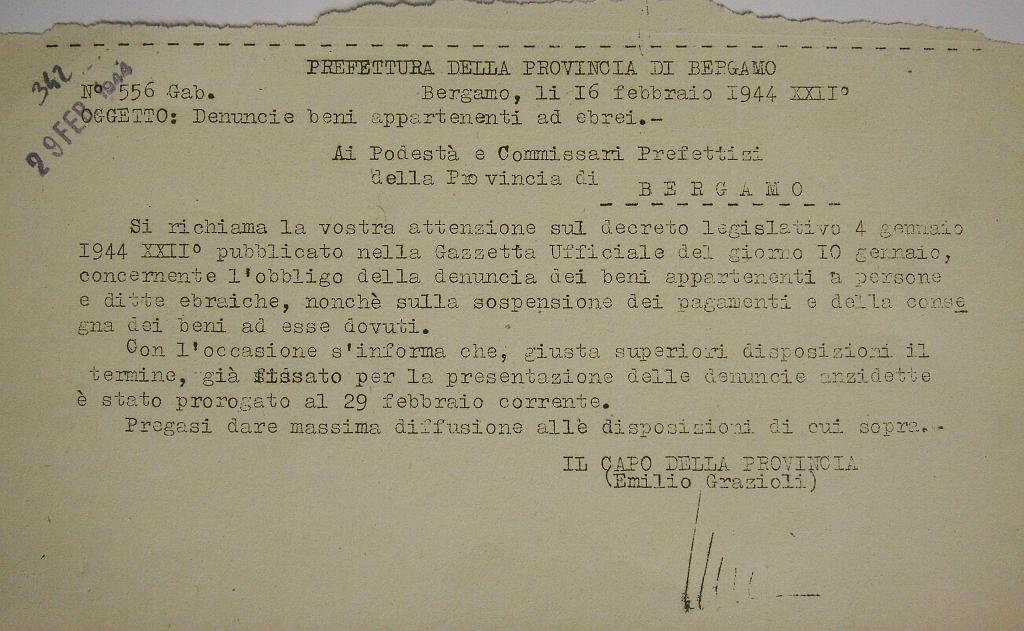 342
29 FEB 1944
PREFETTURA DELLA PROVINCIA DI BERGAMO
N° 556 Gab. Bergamo, li 16 febbraio 1944 XXII°
OGGETTO: Denuncie beni appartenenti ad ebrei.-
Ai Podestà e Commissari Prefettizi
della Provincia di
BERGAMO
Si richiama la vostra attenzione sul decreto legislativo 4 gennaio
1944 XXII° pubblicato nella Gazzetta Ufficiale del giorno 10 gennaio,
concernente l'obbligo della denuncia dei beni appartenenti a persone
e ditte ebraiche, nonchè sulla sospensione dei pagamenti e della conse
gna dei beni ad esse dovuti.
Con l'occasione s'informa che, giusta superiori disposizioni il
termine, già fissato per la presentazione delle denuncie anzidette
è stato prorogato al 29 febbraio corrente.
Pregasi dare massima diffusione alle disposizioni di cui sopra.-
IL CAPO DELLA PROVINCIA
(Emilio Grazioli)